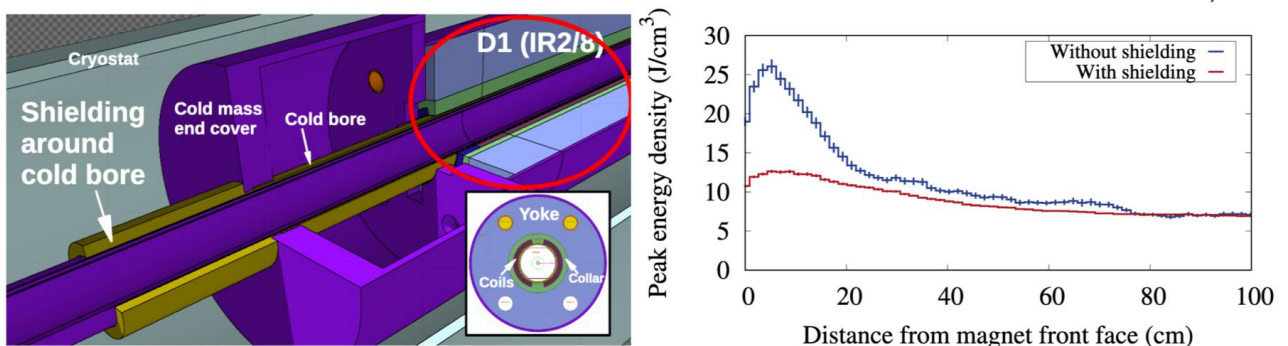 Cryostat
D1 (IR2/8)
Shielding
around
cold bore
Cold mass
end cover
Cold bore
Yoke
Coils
Collar
Peak energy density (J/cm³)
30
25
20
15
10
5
0
Without shielding
With shielding
0 20 40 60 80 100
Distance from magnet front face (cm)